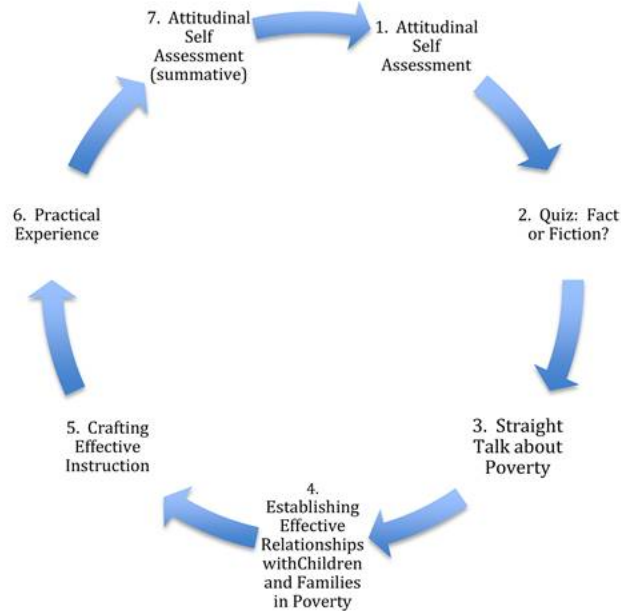 7. Attitudinal
Self
Assessment
(summative)
1. Attitudinal
Self
Assessment
2. Quiz: Fact
or Fiction?
3. Straight
Talk about
Poverty
4.
Establishing
Effective
Relationships
withChildren
and Families
in Poverty
5. Crafting
Effective
Instruction
6. Practical
Experience